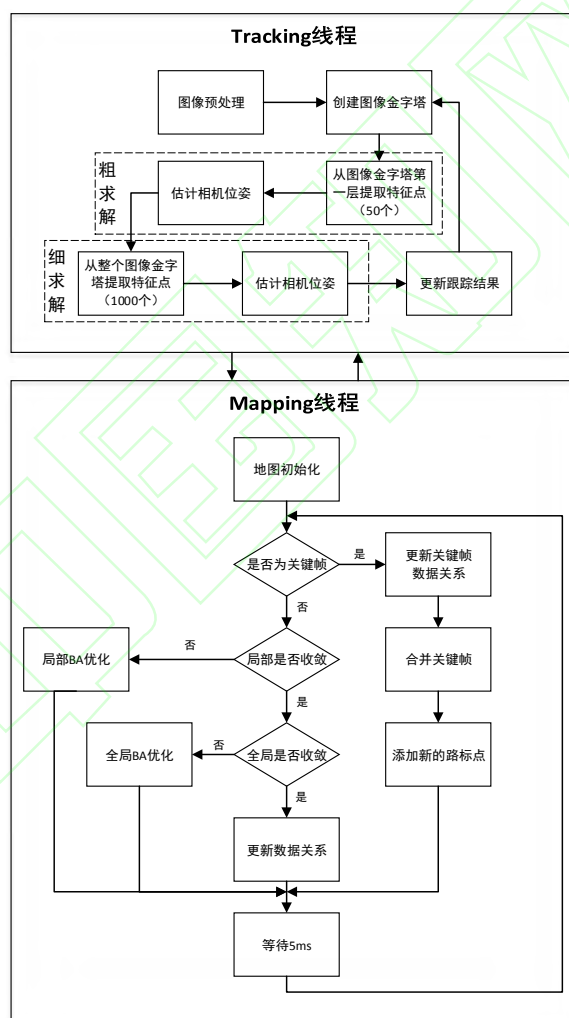 Tracking线程
图像预处理
创建图像金字塔
粗
求
解
估计相机位姿
从图像金字塔第
一层提取特征点
（50个）
细
求
解
从整个图像金字
塔提取特征点
（1000个）
估计相机位姿
更新跟踪结果
Mapping线程
地图初始化
是否为关键帧
是
更新关键帧
数据关系
否
局部BA优化
否
局部是否收敛
合并关键帧
是
全局BA优化
否
全局是否收敛
添加新的路标点
是
更新数据关系
等待5ms